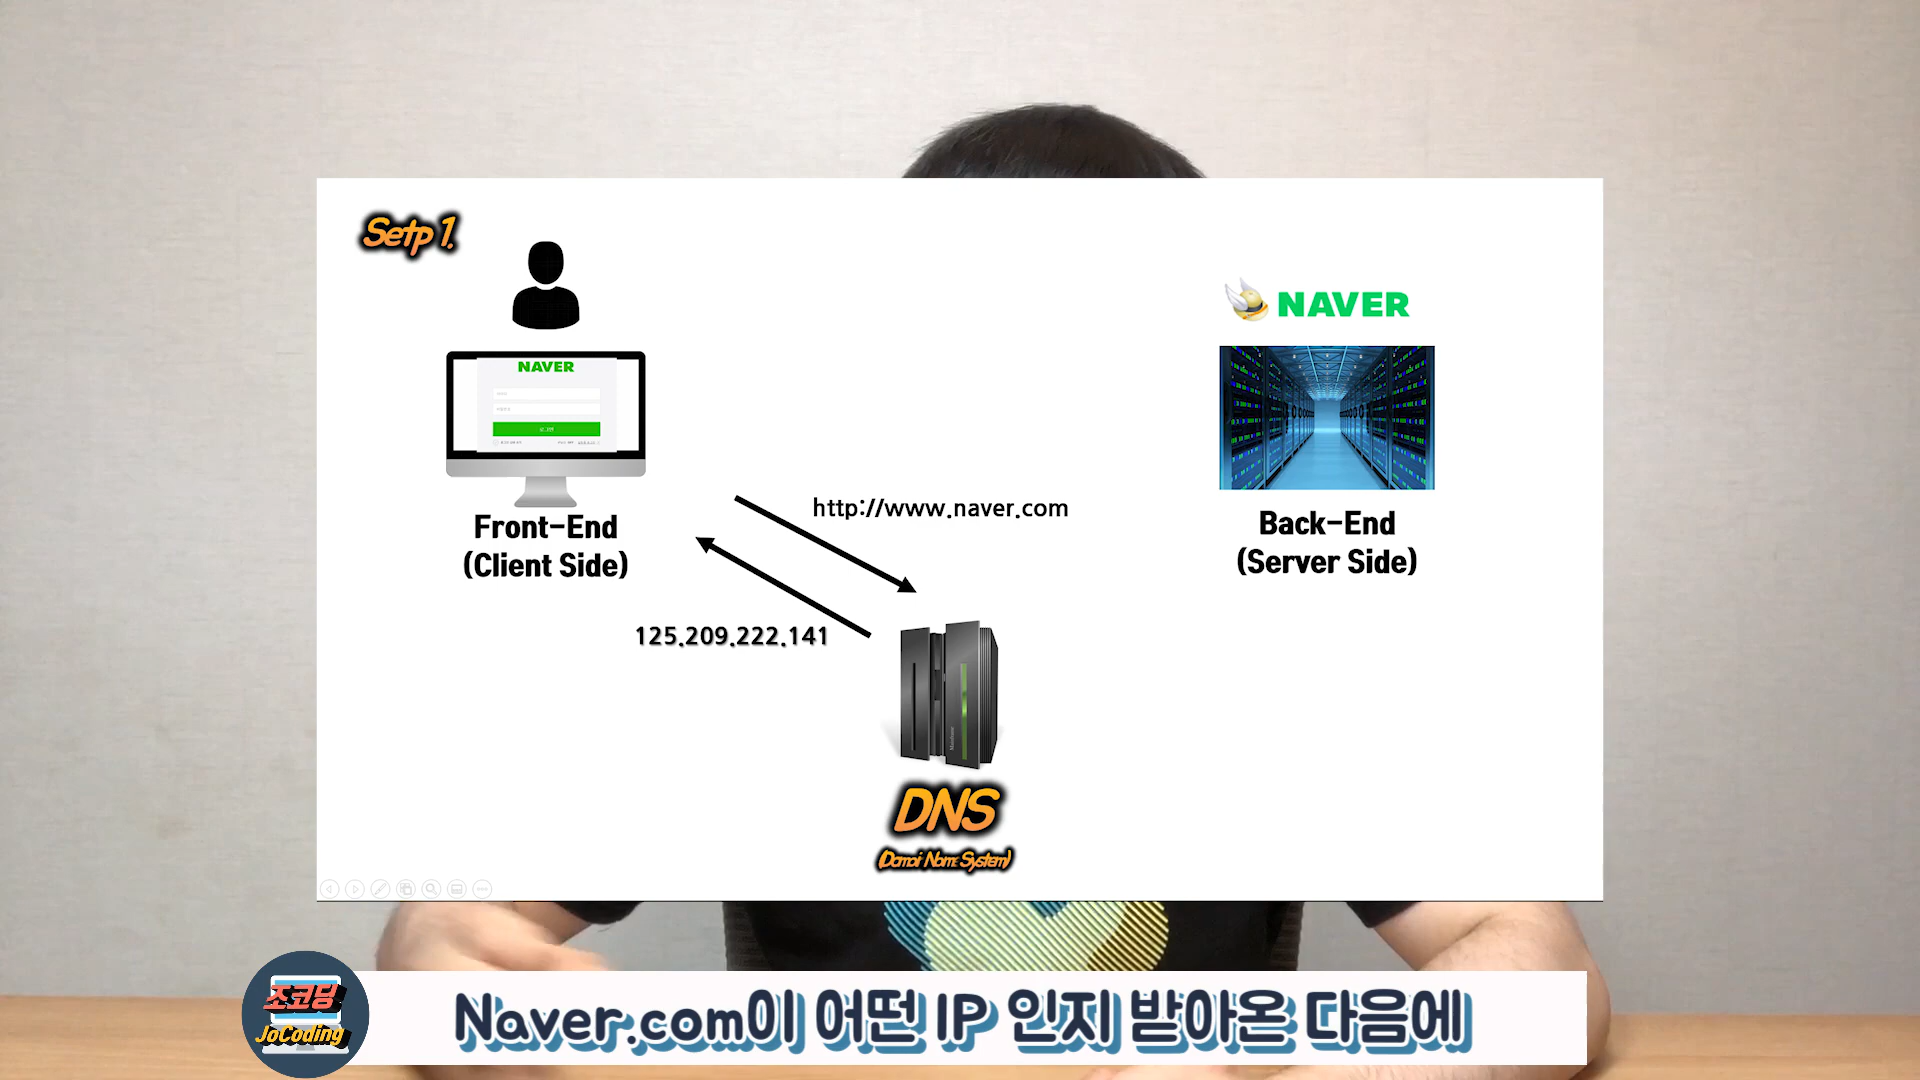 Setp 1.
NAVER
NAVER
http://www.naver.com
Front-End
(Client Side)
Back-End
(Server Side)
125.209.222.141
DNS
(Domai Name System)
조코딩
JoCoding
Naver.com이 어떤 IP 인지 받아온 다음에